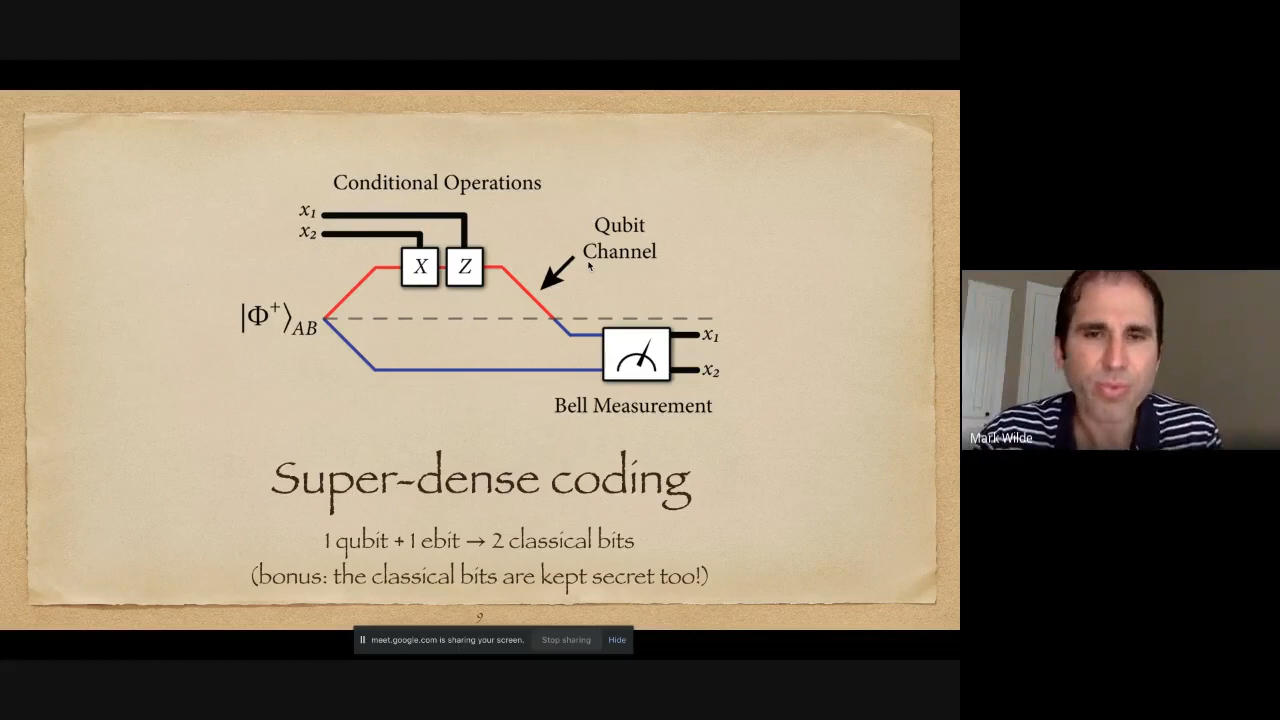 Conditional Operations
x₁
x₂
Qubit
Channel
X Z
|Φ⁺⟩AB
x₁
x₂
Bell Measurement
Super-dense coding
1 qubit + 1 ebit → 2 classical bits
(bonus: the classical bits are kept secret too!)
9
meet.google.com is sharing your screen. Stop sharing Hide
Mark Wilde